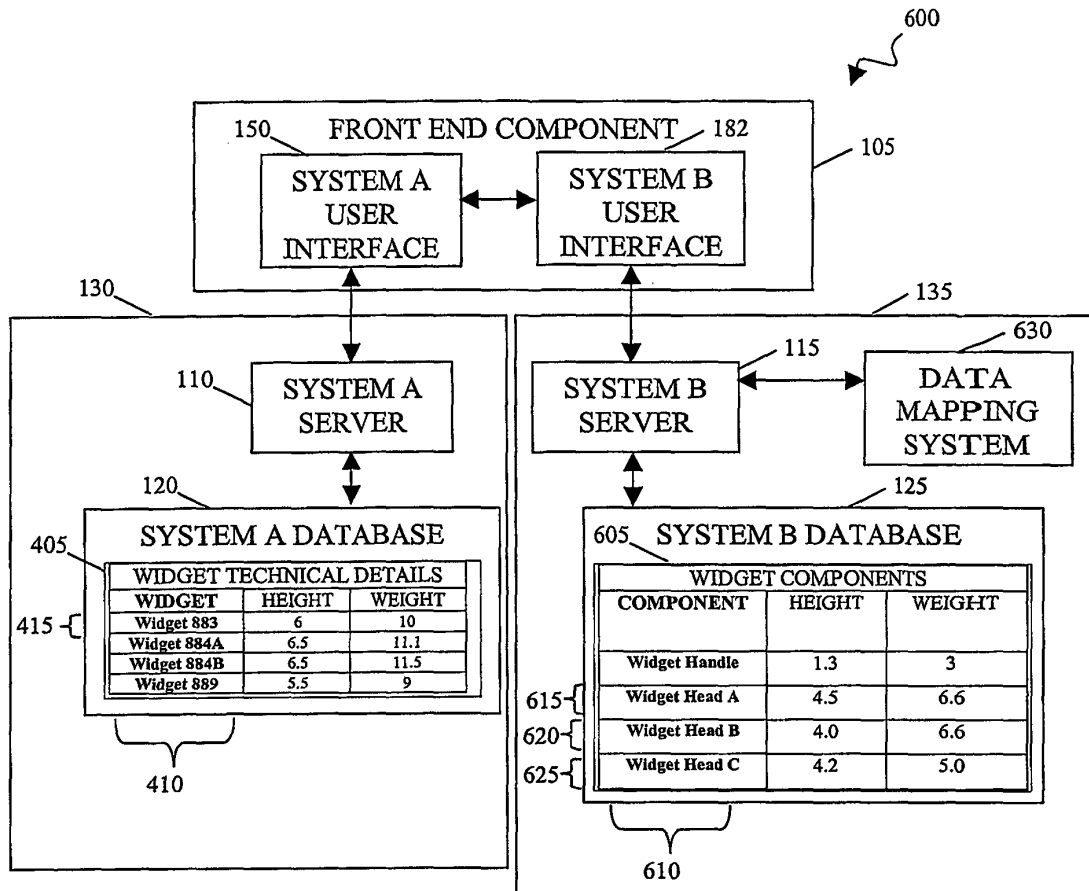 600
FRONT END COMPONENT
150
182
105
SYSTEM A
USER
INTERFACE
SYSTEM B
USER
INTERFACE
130
135
110
SYSTEM A
SERVER
115
SYSTEM B
SERVER
630
DATA
MAPPING
SYSTEM
120
SYSTEM A DATABASE
405
WIDGET TECHNICAL DETAILS
WIDGET HEIGHT WEIGHT
Widget 883 6 10
Widget 884A 6.5 11.1
Widget 884B 6.5 11.5
Widget 889 5.5 9
415
410
125
SYSTEM B DATABASE
605
WIDGET COMPONENTS
COMPONENT HEIGHT WEIGHT
Widget Handle 1.3 3
Widget Head A 4.5 6.6
Widget Head B 4.0 6.6
Widget Head C 4.2 5.0
615
620
625
610